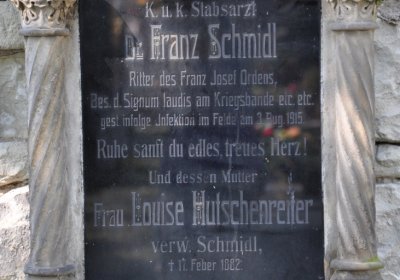 K. u. k. Stabsarzt
Dr. Franz Schmidl
Ritter des Franz Josef Ordens,
Bes. d. Signum laudis am Kriegsbande etc. etc.
gest. infolge Infektion im Felde am 3. Aug. 1915.
Ruhe sanft du edles, treues Herz!
Und dessen Mutter
Frau Louise Hutschenreiter
verw. Schmidl,
† 17. Feber 1882.